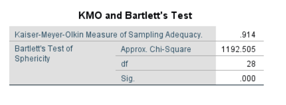 KMO and Bartlett's Test
Kaiser-Meyer-Olkin Measure of Sampling Adequacy. .914
Bartlett's Test of Approx. Chi-Square 1192.505
Sphericity
df 28
Sig. .000